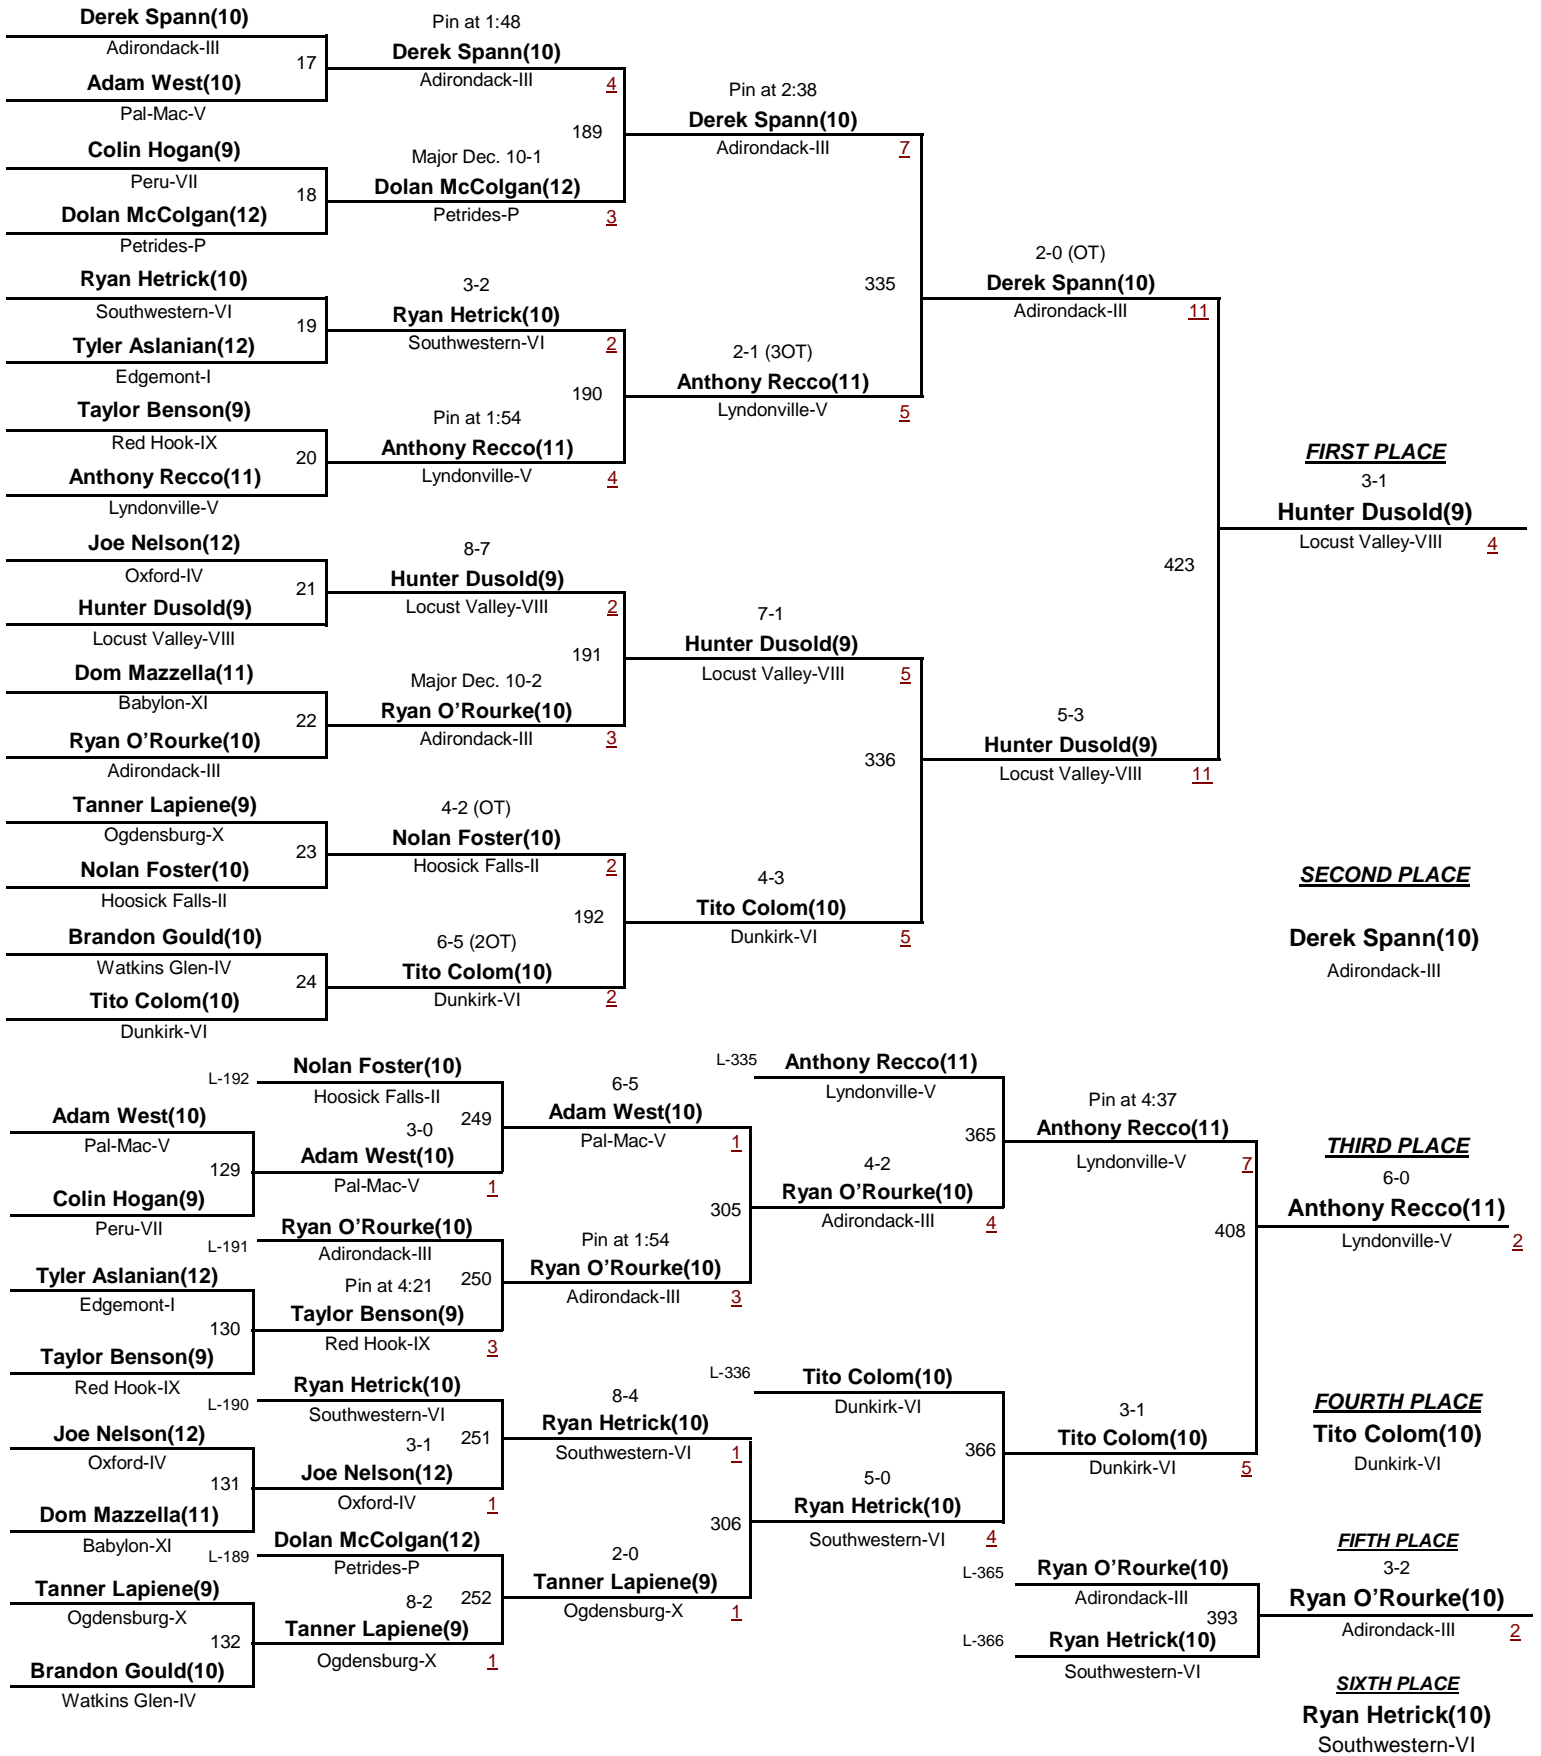 Derek Spann(10)
Adirondack-III
17
Adam West(10)
Pal-Mac-V
Colin Hogan(9)
Peru-VII
18
Dolan McColgan(12)
Petrides-P
Ryan Hetrick(10)
Southwestern-VI
19
Tyler Aslanian(12)
Edgemont-I
Taylor Benson(9)
Red Hook-IX
20
Anthony Recco(11)
Lyndonville-V
Joe Nelson(12)
Oxford-IV
21
Hunter Dusold(9)
Locust Valley-VIII
Dom Mazzella(11)
Babylon-XI
22
Ryan O'Rourke(10)
Adirondack-III
Tanner Lapiene(9)
Ogdensburg-X
23
Nolan Foster(10)
Hoosick Falls-II
Brandon Gould(10)
Watkins Glen-IV
24
Tito Colom(10)
Dunkirk-VI
Pin at 1:48
Derek Spann(10)
Adirondack-III
4
189
Major Dec. 10-1
Dolan McColgan(12)
Petrides-P
3
3-2
Ryan Hetrick(10)
Southwestern-VI
2
190
Pin at 1:54
Anthony Recco(11)
Lyndonville-V
4
8-7
Hunter Dusold(9)
Locust Valley-VIII
2
191
Major Dec. 10-2
Ryan O'Rourke(10)
Adirondack-III
3
4-2 (OT)
Nolan Foster(10)
Hoosick Falls-II
2
192
6-5 (2OT)
Tito Colom(10)
Dunkirk-VI
2
Pin at 2:38
Derek Spann(10)
Adirondack-III
7
335
2-1 (3OT)
Anthony Recco(11)
Lyndonville-V
5
7-1
Hunter Dusold(9)
Locust Valley-VIII
5
336
4-3
Tito Colom(10)
Dunkirk-VI
5
2-0 (OT)
Derek Spann(10)
Adirondack-III
11
423
5-3
Hunter Dusold(9)
Locust Valley-VIII
11
FIRST PLACE
3-1
Hunter Dusold(9)
Locust Valley-VIII
4
SECOND PLACE
Derek Spann(10)
Adirondack-III
Adam West(10)
Pal-Mac-V
129
Colin Hogan(9)
Peru-VII
Tyler Aslanian(12)
Edgemont-I
130
Taylor Benson(9)
Red Hook-IX
Joe Nelson(12)
Oxford-IV
131
Dom Mazzella(11)
Babylon-XI
Tanner Lapiene(9)
Ogdensburg-X
132
Brandon Gould(10)
Watkins Glen-IV
L-192
Nolan Foster(10)
Hoosick Falls-II
249
3-0
Adam West(10)
Pal-Mac-V
1
L-191
Ryan O'Rourke(10)
Adirondack-III
250
Pin at 4:21
Taylor Benson(9)
Red Hook-IX
3
L-190
Ryan Hetrick(10)
Southwestern-VI
251
3-1
Joe Nelson(12)
Oxford-IV
1
L-189
Dolan McColgan(12)
Petrides-P
252
8-2
Tanner Lapiene(9)
Ogdensburg-X
1
6-5
Adam West(10)
Pal-Mac-V
1
305
Pin at 1:54
Ryan O'Rourke(10)
Adirondack-III
3
8-4
Ryan Hetrick(10)
Southwestern-VI
1
306
2-0
Tanner Lapiene(9)
Ogdensburg-X
1
L-335
Anthony Recco(11)
Lyndonville-V
365
4-2
Ryan O'Rourke(10)
Adirondack-III
4
L-336
Tito Colom(10)
Dunkirk-VI
366
5-0
Ryan Hetrick(10)
Southwestern-VI
4
Pin at 4:37
Anthony Recco(11)
Lyndonville-V
7
408
3-1
Tito Colom(10)
Dunkirk-VI
5
THIRD PLACE
6-0
Anthony Recco(11)
Lyndonville-V
2
FOURTH PLACE
Tito Colom(10)
Dunkirk-VI
L-365
Ryan O'Rourke(10)
Adirondack-III
393
L-366
Ryan Hetrick(10)
Southwestern-VI
FIFTH PLACE
3-2
Ryan O'Rourke(10)
Adirondack-III
2
SIXTH PLACE
Ryan Hetrick(10)
Southwestern-VI